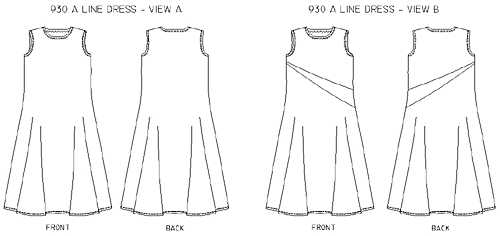 930 A LINE DRESS - VIEW A
930 A LINE DRESS - VIEW B
FRONT
BACK
FRONT
BACK